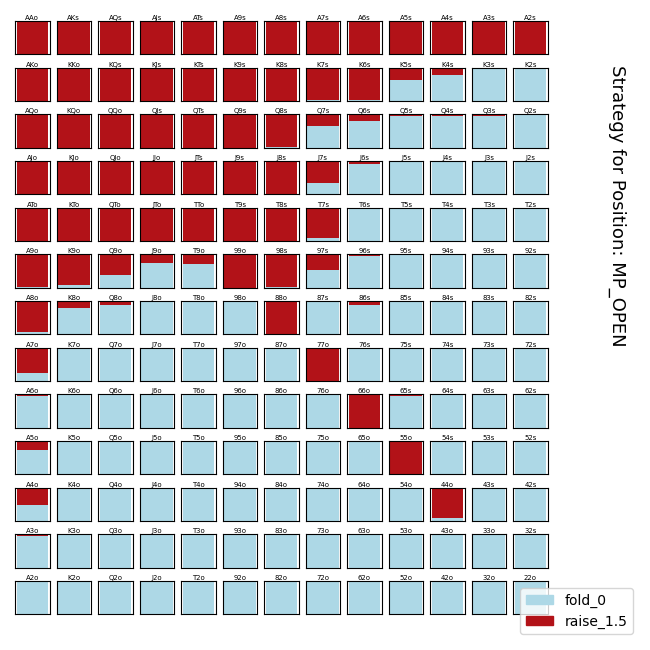 AAo AKs AQs AJs ATs A9s A8s A7s A6s A5s A4s A3s A2s
AKo KKo KQs KJs KTs K9s K8s K7s K6s K5s K4s K3s K2s
AQo KQo QQo QJs QTs Q9s Q8s Q7s Q6s Q5s Q4s Q3s Q2s
AJo KJo QJo JJo JTs J9s J8s J7s J6s J5s J4s J3s J2s
ATo KTo QTo JTo TTo T9s T8s T7s T6s T5s T4s T3s T2s
A9o K9o Q9o J9o T9o 99o 98s 97s 96s 95s 94s 93s 92s
A8o K8o Q8o J8o T8o 98o 88o 87s 86s 85s 84s 83s 82s
A7o K7o Q7o J7o T7o 97o 87o 77o 76s 75s 74s 73s 72s
A6o K6o Q6o J6o T6o 96o 86o 76o 66o 65s 64s 63s 62s
A5o K5o Q5o J5o T5o 95o 85o 75o 65o 55o 54s 53s 52s
A4o K4o Q4o J4o T4o 94o 84o 74o 64o 54o 44o 43s 42s
A3o K3o Q3o J3o T3o 93o 83o 73o 63o 53o 43o 33o 32s
A2o K2o Q2o J2o T2o 92o 82o 72o 62o 52o 42o 32o 22o
Strategy for Position: MP_OPEN
fold_0
raise_1.5